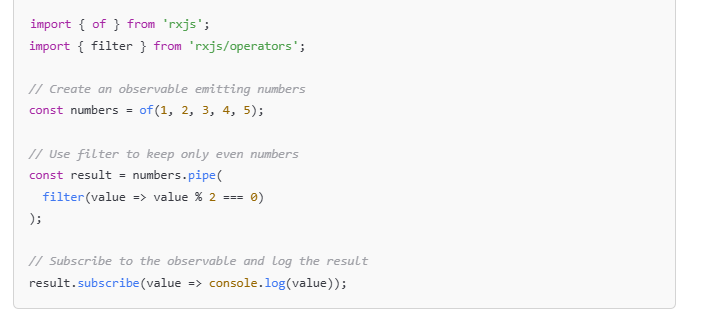 import { of } from 'rxjs';
import { filter } from 'rxjs/operators';
// Create an observable emitting numbers
const numbers = of(1, 2, 3, 4, 5);
// Use filter to keep only even numbers
const result = numbers.pipe(
  filter(value => value % 2 === 0)
);
// Subscribe to the observable and log the result
result.subscribe(value => console.log(value));